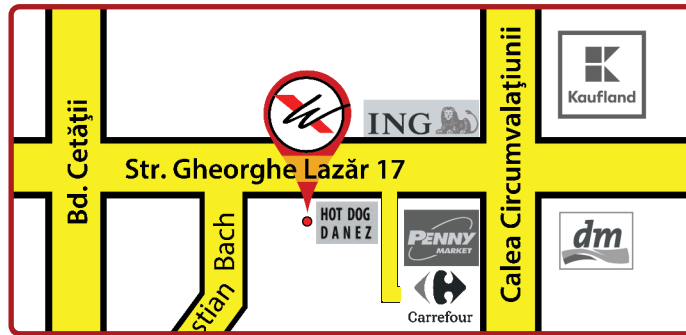 Bd. Cetății
Str. Gheorghe Lazăr 17
Calea Circumvalațiunii
Kaufland
ING
HOT DOG
DANEZ
PENNY
MARKET
Carrefour
dm
stian Bach